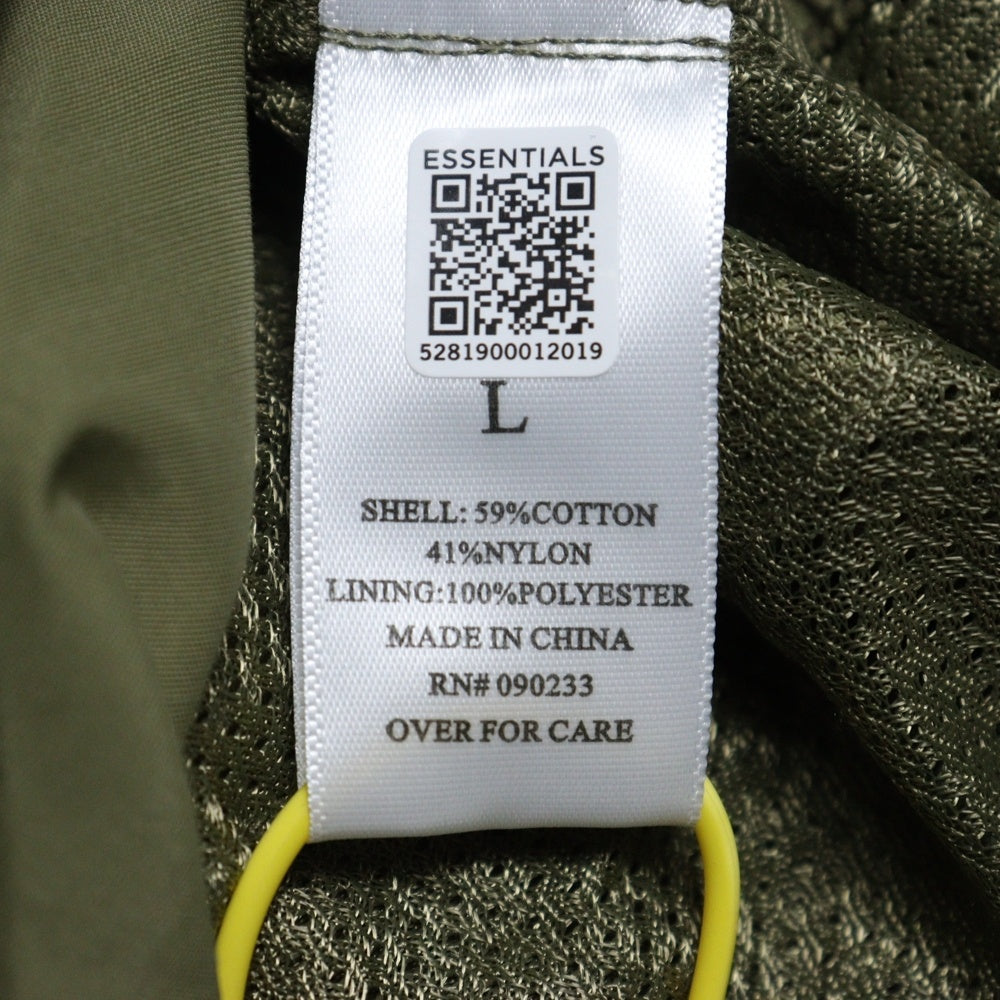 ESSENTIALS
5281900012019
L
SHELL: 59%COTTON
41%NYLON
LINING:100%POLYESTER
MADE IN CHINA
RN# 090233
OVER FOR CARE